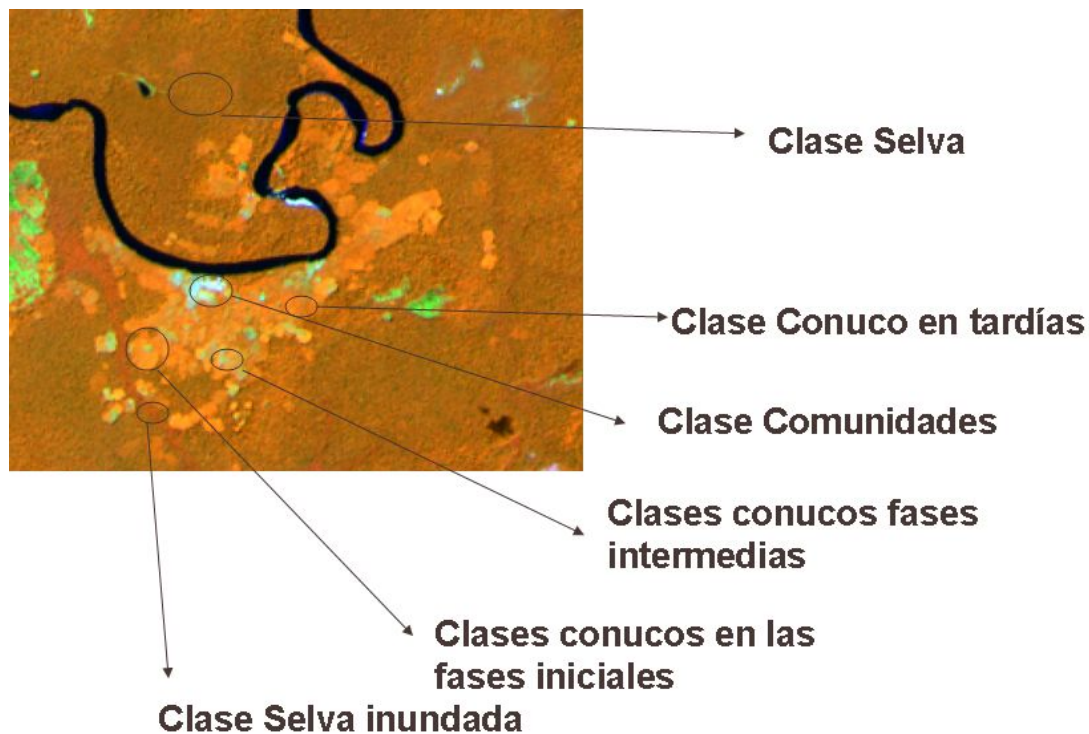 Clase Selva
Clase Conuco en tardías
Clase Comunidades
Clases conucos fases
intermedias
Clases conucos en las
fases iniciales
Clase Selva inundada